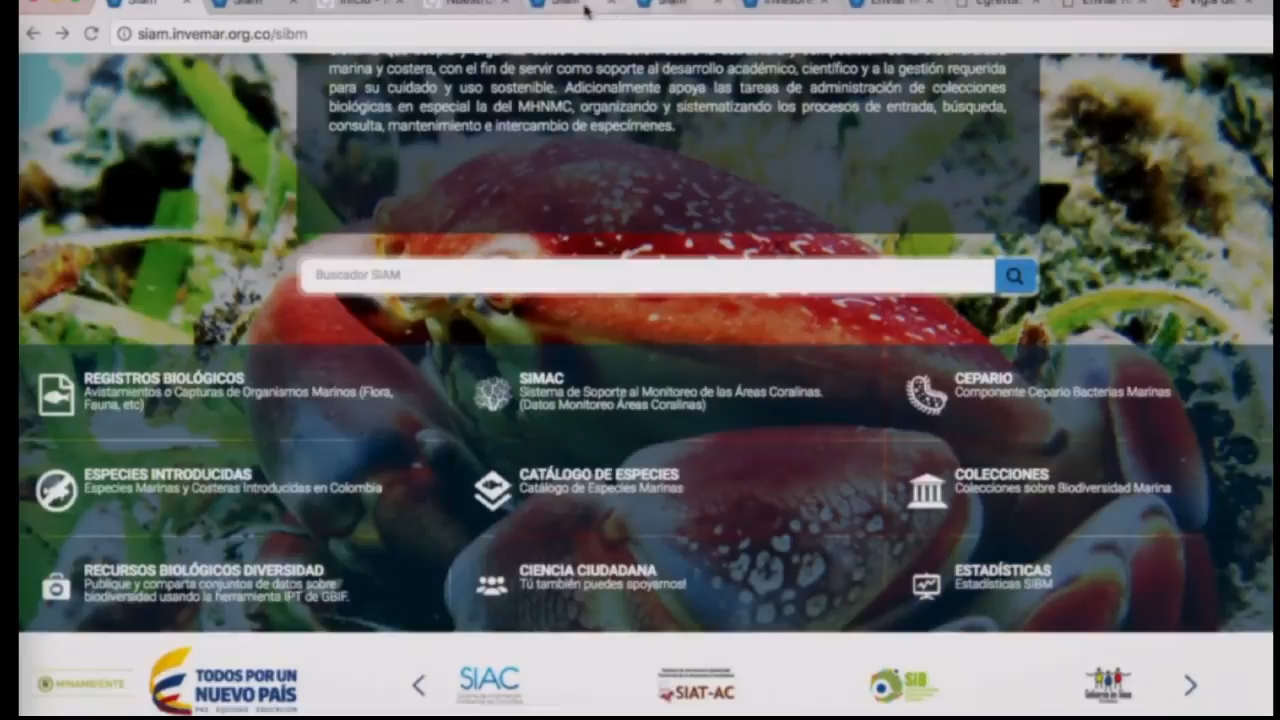 Siam
Siam
Siam
Siam
siam.invemar.org.co/sibm
marina y costera, con el fin de servir como soporte al desarrollo académico, científico y a la gestión requerida
para su cuidado y uso sostenible. Adicionalmente apoya las tareas de administración de colecciones
biológicas en especial la del MHNMC, organizando y sistematizando los procesos de entrada, búsqueda,
consulta, mantenimiento e intercambio de especímenes.
Buscador SIAM
REGISTROS BIOLÓGICOS
Avistamientos o Capturas de Organismos Marinos (Flora,
Fauna, etc)
SIMAC
Sistema de Soporte al Monitoreo de las Áreas Coralinas.
(Datos Monitoreo Áreas Coralinas)
CEPARIO
Componente Cepario Bacterias Marinas
ESPECIES INTRODUCIDAS
Especies Marinas y Costeras Introducidas en Colombia
CATÁLOGO DE ESPECIES
Catálogo de Especies Marinas
COLECCIONES
Colecciones sobre Biodiversidad Marina
RECURSOS BIOLÓGICOS DIVERSIDAD
Publique y comparta conjuntos de datos sobre
biodiversidad usando la herramienta IPT de GBIF.
CIENCIA CIUDADANA
Tú también puedes apoyarnos!
ESTADÍSTICAS
Estadísticas SIBM
MINAMBIENTE
TODOS POR UN
NUEVO PAÍS
PAZ EQUIDAD EDUCACIÓN
SIAC
SIAT-AC
SIB